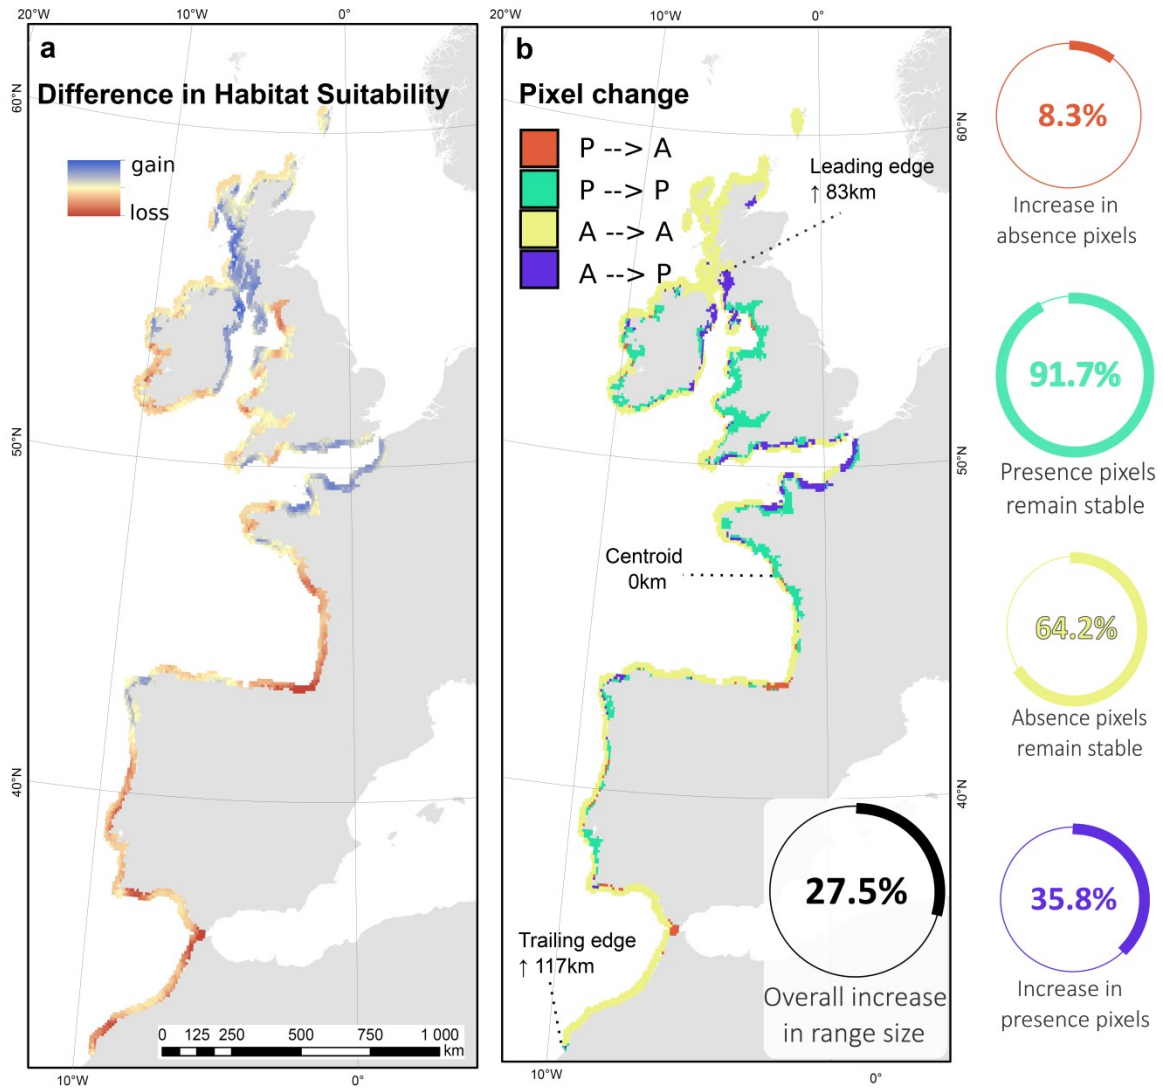 20°W
10°W
0°
20°W
10°W
0°
a
Difference in Habitat Suitability
gain
loss
60°N
50°N
40°N
0 125 250 500 750 1 000
km
10°W
0°
b
Pixel change
P --> A
P --> P
A --> A
A --> P
Leading edge
↑ 83km
Centroid
0km
Trailing edge
↑ 117km
60°N
50°N
40°N
10°W
0°
27.5%
Overall increase
in range size
8.3%
Increase in
absence pixels
91.7%
Presence pixels
remain stable
64.2%
Absence pixels
remain stable
35.8%
Increase in
presence pixels